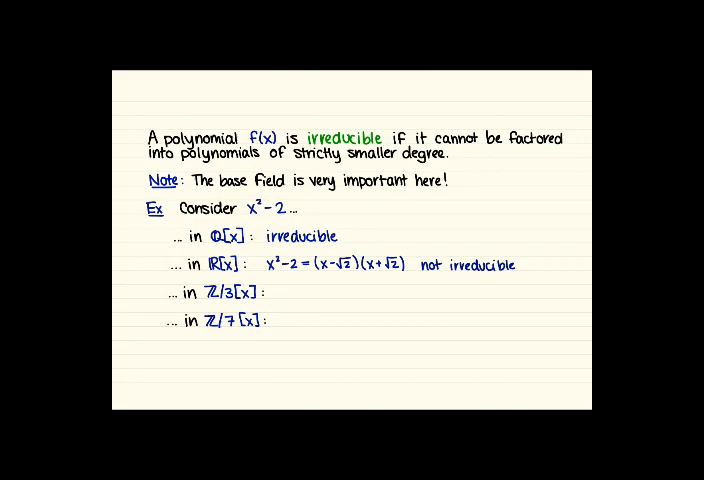 A polynomial f(x) is irreducible if it cannot be factored
into polynomials of strictly smaller degree.
Note: The base field is very important here!
Ex Consider x²-2...
... in ℚ[x]: irreducible
... in ℝ[x]: x²-2=(x-√2)(x+√2) not irreducible
... in ℤ/3[x]:
... in ℤ/7[x]: